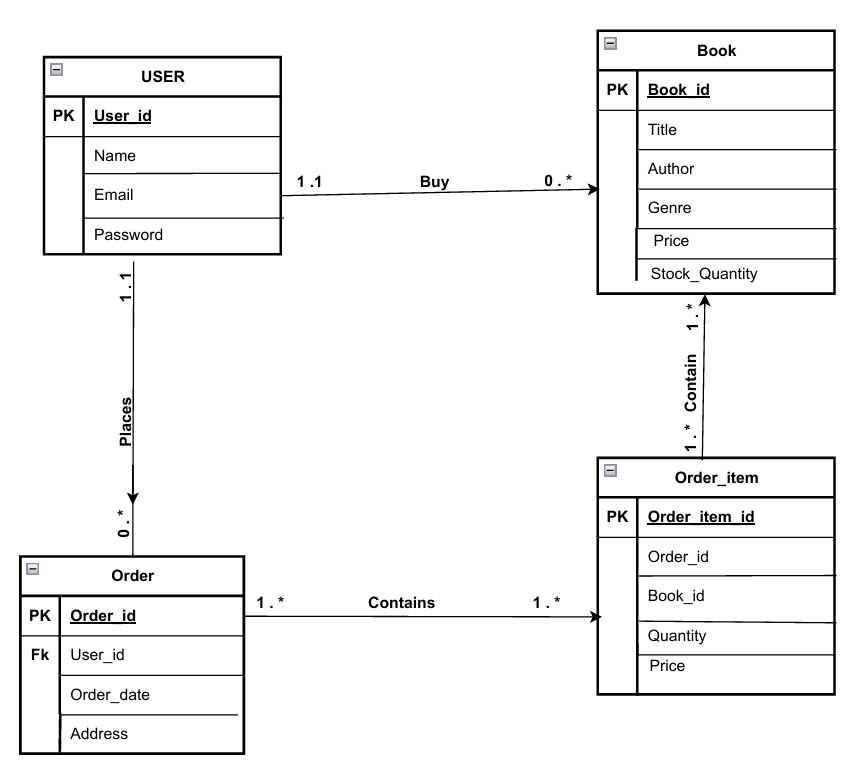 USER
PK User_id
Name
Email
Password
Book
PK Book_id
Title
Author
Genre
Price
Stock_Quantity
1 .1 Buy 0 . *
1 . 1
Places
0 . *
1 . *
Contain
1 . *
Order
PK Order_id
Fk User_id
Order_date
Address
1 . * Contains 1 . *
Order_item
PK Order_item_id
Order_id
Book_id
Quantity
Price